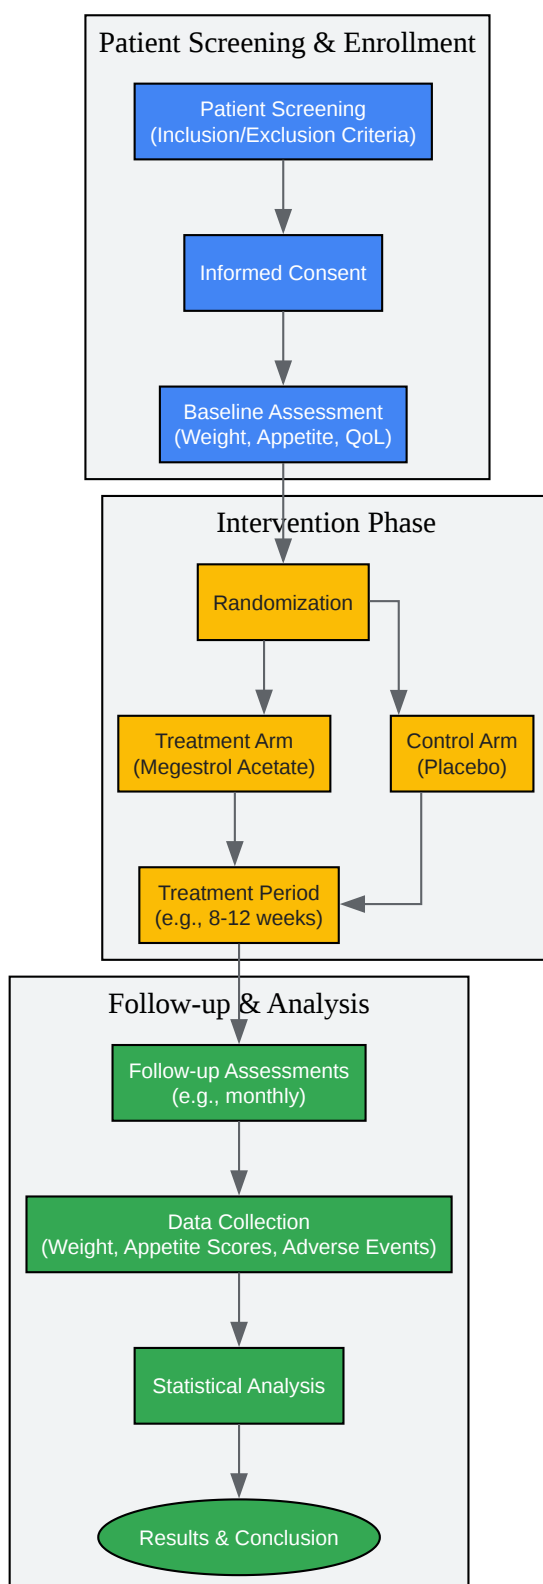 Patient Screening & Enrollment
Patient Screening
(Inclusion/Exclusion Criteria)
Informed Consent
Baseline Assessment
(Weight, Appetite, QoL)
Intervention Phase
Randomization
Treatment Arm
(Megestrol Acetate)
Control Arm
(Placebo)
Treatment Period
(e.g., 8-12 weeks)
Follow-up & Analysis
Follow-up Assessments
(e.g., monthly)
Data Collection
(Weight, Appetite Scores, Adverse Events)
Statistical Analysis
Results & Conclusion